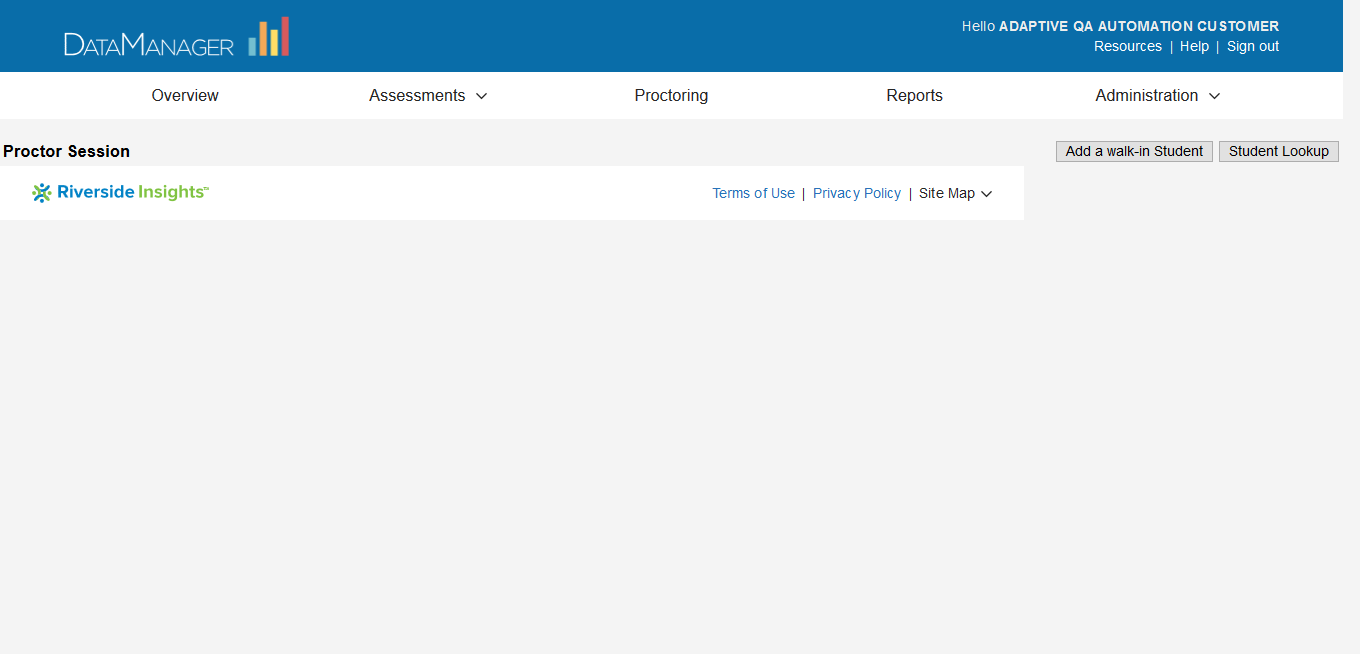 DATAMANAGER
Hello ADAPTIVE QA AUTOMATION CUSTOMER
Resources | Help | Sign out
Overview Assessments Proctoring Reports Administration
Proctor Session
Add a walk-in Student Student Lookup
Riverside Insights™
Terms of Use | Privacy Policy | Site Map